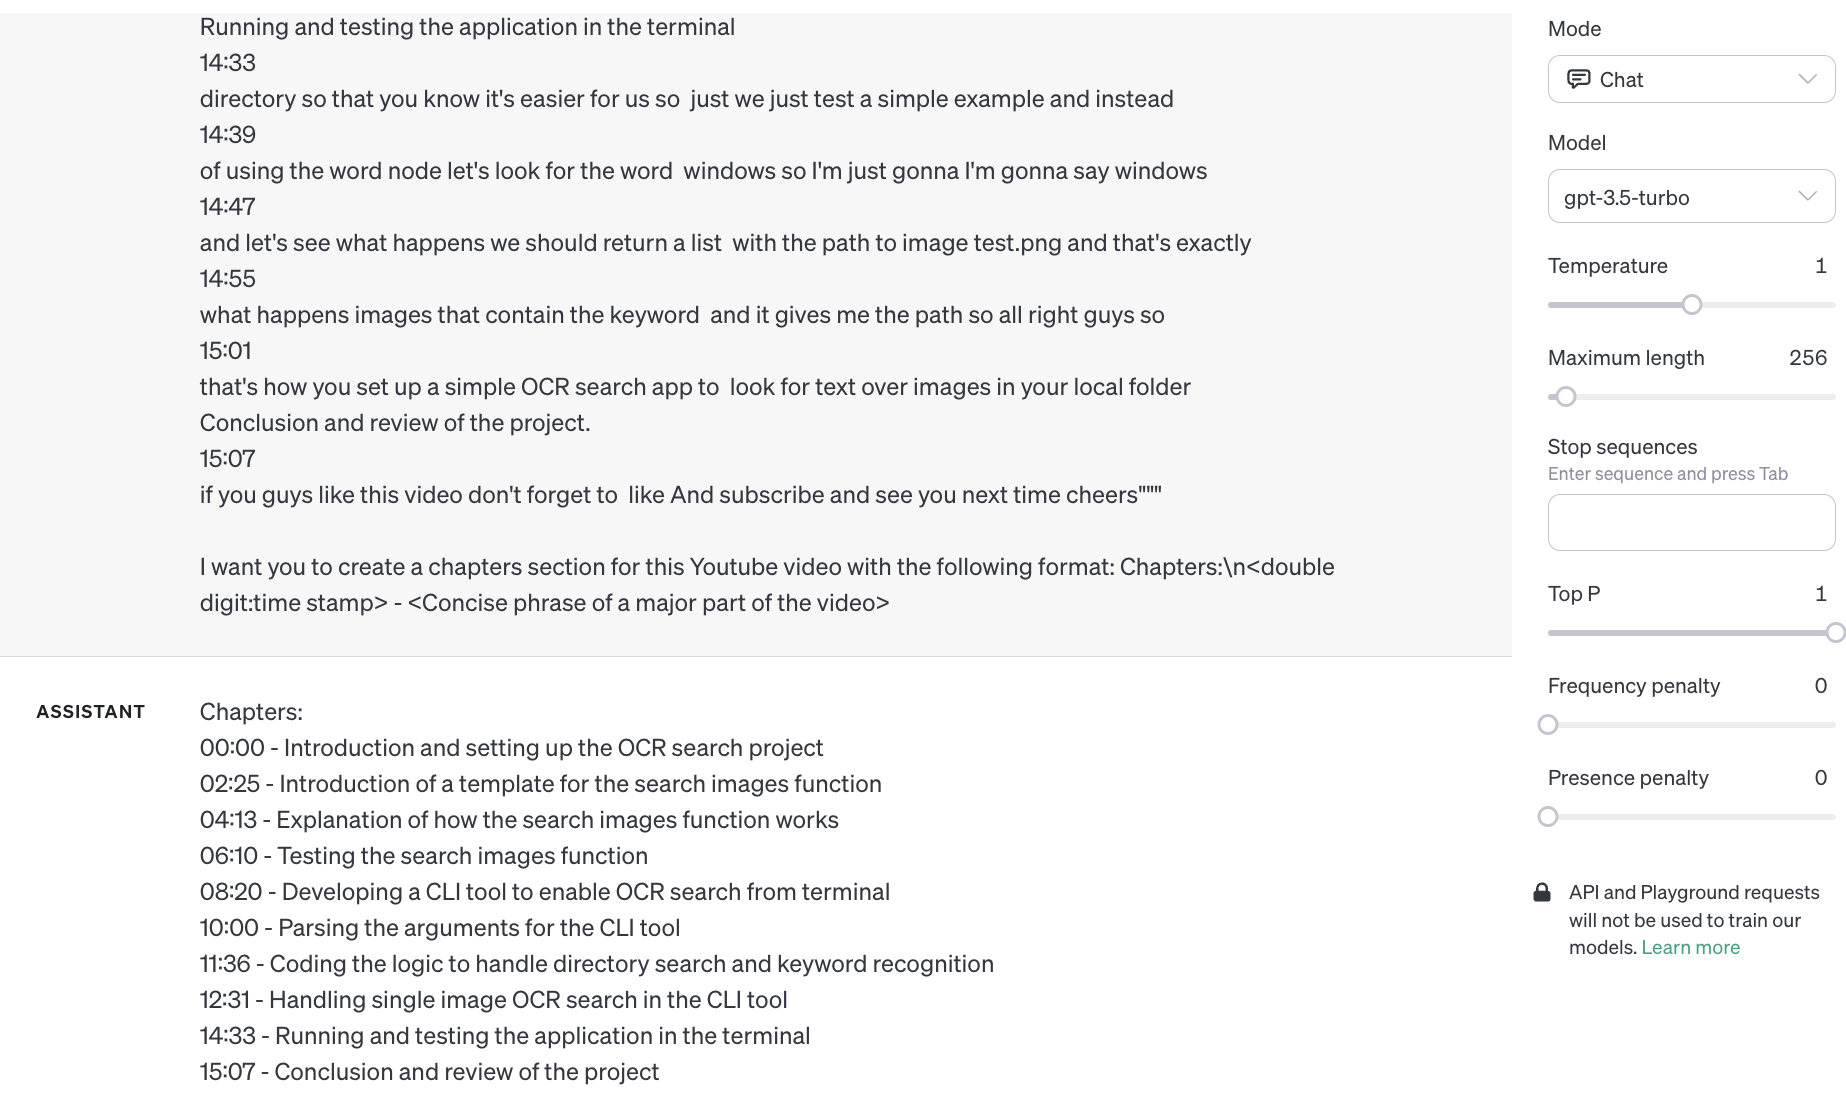 Running and testing the application in the terminal
14:33
directory so that you know it's easier for us so  just we just test a simple example and instead
14:39
of using the word node let's look for the word  windows so I'm just gonna I'm gonna say windows
14:47
and let's see what happens we should return a list  with the path to image test.png and that's exactly
14:55
what happens images that contain the keyword  and it gives me the path so all right guys so
15:01
that's how you set up a simple OCR search app to  look for text over images in your local folder
Conclusion and review of the project.
15:07
if you guys like this video don't forget to  like And subscribe and see you next time cheers"""

I want you to create a chapters section for this Youtube video with the following format: Chapters:\n<double
digit:time stamp> - <Concise phrase of a major part of the video>
ASSISTANT
Chapters:
00:00 - Introduction and setting up the OCR search project
02:25 - Introduction of a template for the search images function
04:13 - Explanation of how the search images function works
06:10 - Testing the search images function
08:20 - Developing a CLI tool to enable OCR search from terminal
10:00 - Parsing the arguments for the CLI tool
11:36 - Coding the logic to handle directory search and keyword recognition
12:31 - Handling single image OCR search in the CLI tool
14:33 - Running and testing the application in the terminal
15:07 - Conclusion and review of the project
Mode
Chat
Model
gpt-3.5-turbo
Temperature 1
Maximum length 256
Stop sequences
Enter sequence and press Tab
Top P 1
Frequency penalty 0
Presence penalty 0
API and Playground requests
will not be used to train our
models. Learn more